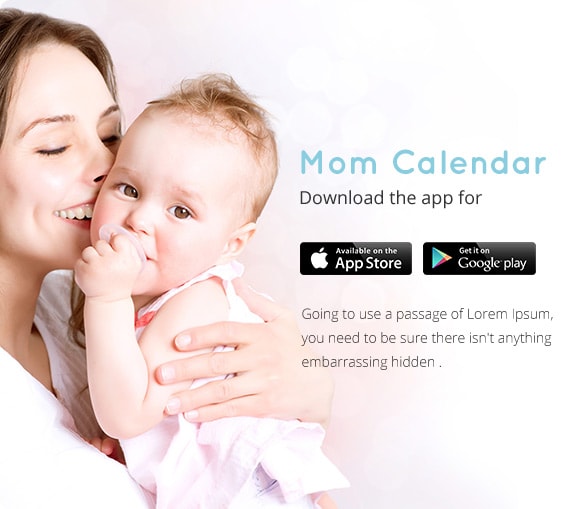 Mom Calendar
Download the app for
Available on the
App Store
Get it on
Google play
Going to use a passage of Lorem Ipsum,
you need to be sure there isn't anything
embarrassing hidden .